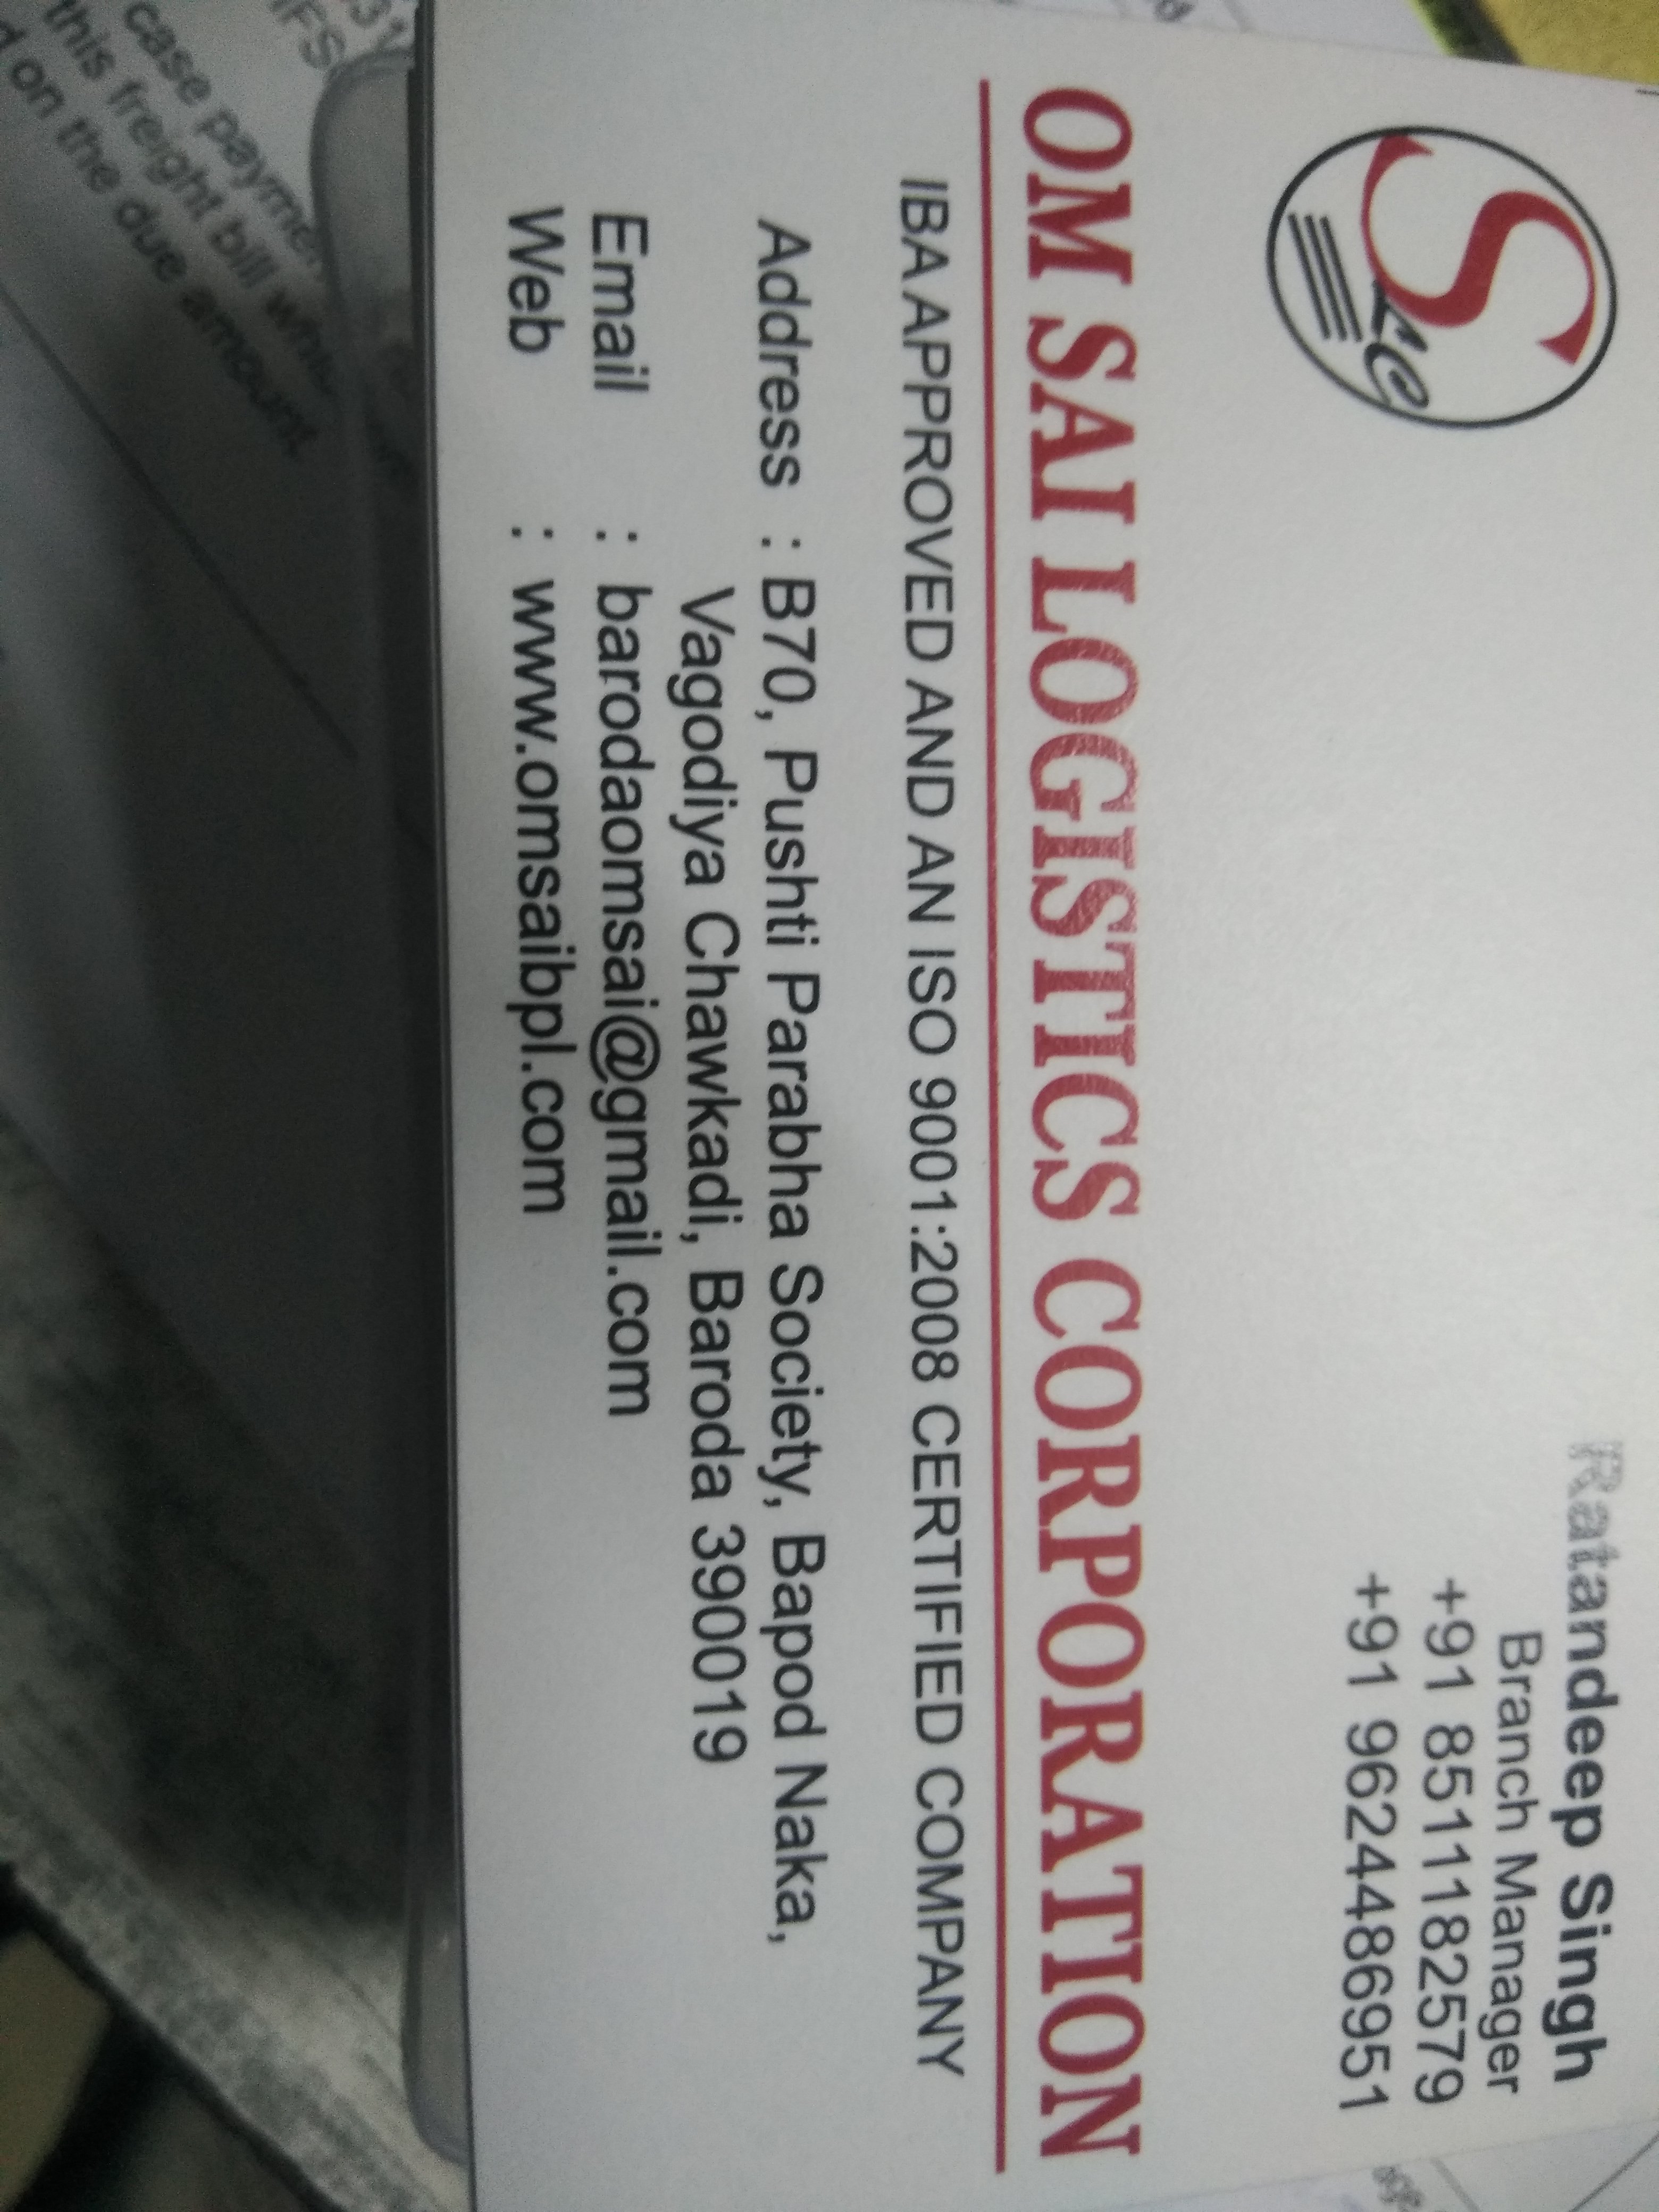 Ratandeep Singh
Branch Manager
+91 8511182579
+91 9624486951
S LC
OM SAI LOGISTICS CORPORATION
IBA APPROVED AND AN ISO 9001:2008 CERTIFIED COMPANY
Address : B70, Pushti Parabha Society, Bapod Naka,
Vagodiya Chawkadi, Baroda 390019
Email : barodaomsai@gmail.com
Web : www.omsaibpl.com
case
this freight bill
on the due amount